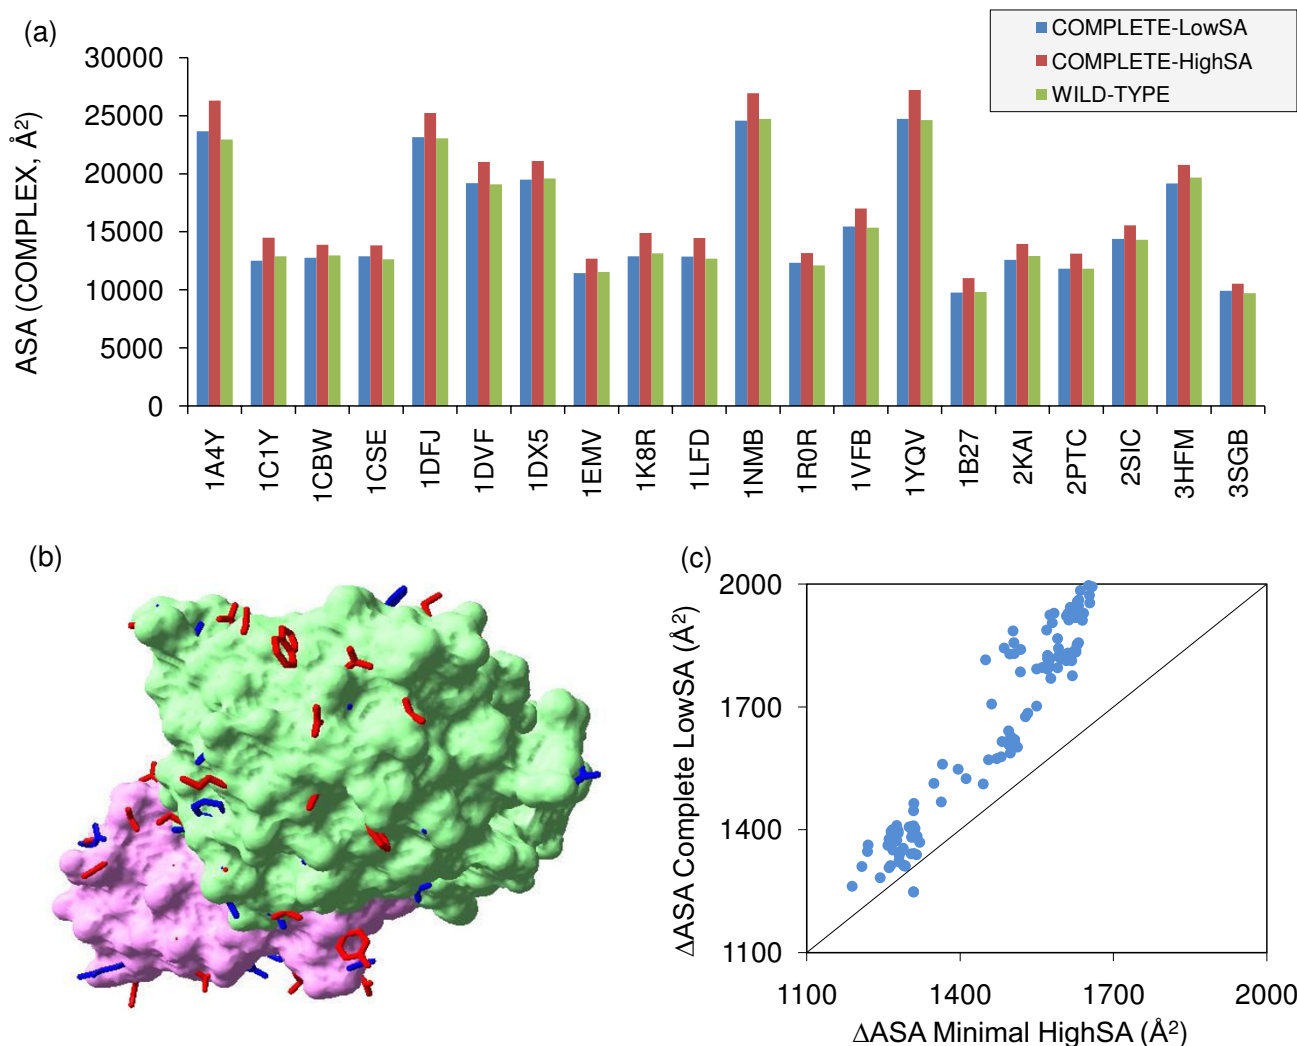 (a)
COMPLETE-LowSA
COMPLETE-HighSA
WILD-TYPE
ASA (COMPLEX, Å²)
30000
25000
20000
15000
10000
5000
0
1A4Y
1C1Y
1CBW
1CSE
1DFJ
1DVF
1DX5
1EMV
1K8R
1LFD
1NMB
1R0R
1VFB
1YQV
1B27
2KAI
2PTC
2SIC
3HFM
3SGB
(b)
(c)
ΔASA Complete LowSA (Å²)
2000
1700
1400
1100
1100 1400 1700 2000
ΔASA Minimal HighSA (Å²)